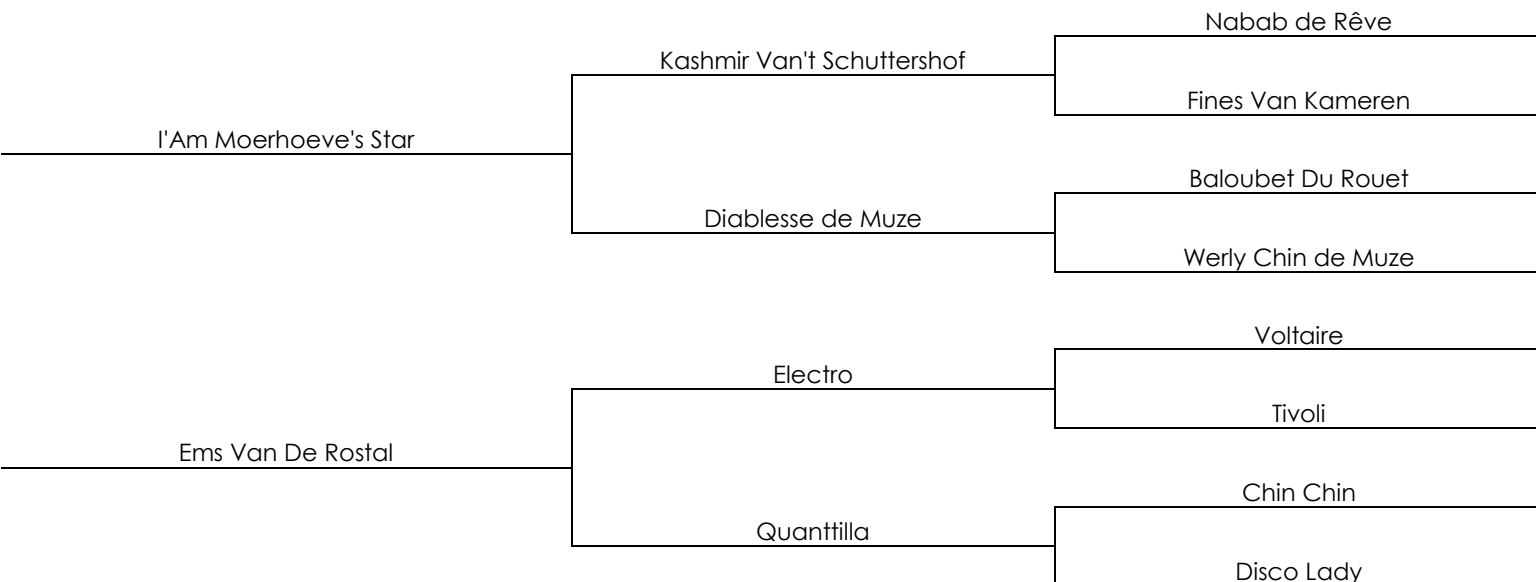 Nabab de Rêve
Kashmir Van't Schuttershof
Fines Van Kameren
I'Am Moerhoeve's Star
Baloubet Du Rouet
Diablesse de Muze
Werly Chin de Muze
Voltaire
Electro
Tivoli
Ems Van De Rostal
Chin Chin
Quanttilla
Disco Lady